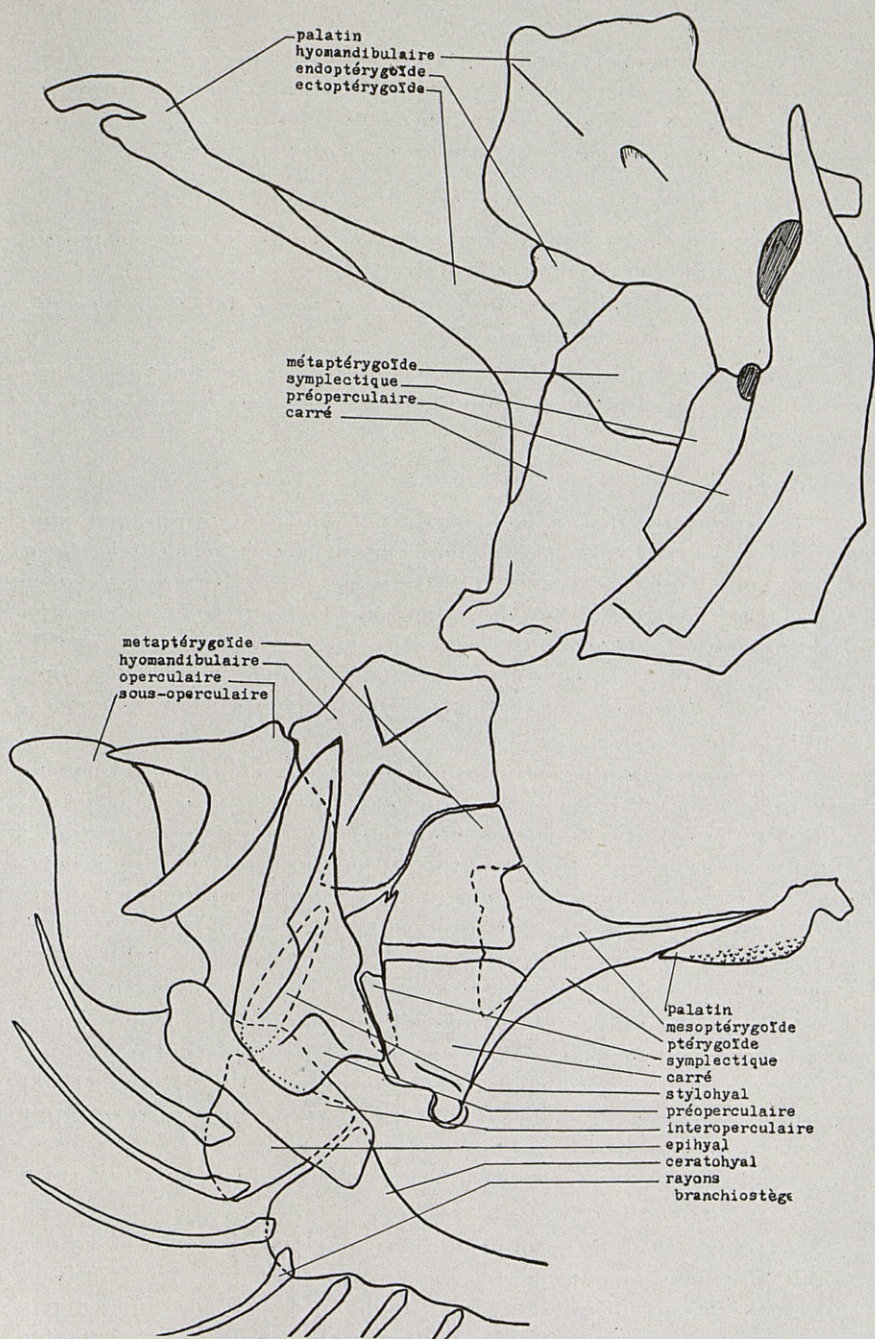 palatin
hyomandibulaire
endoptérygoïde
ectoptérygoïde
métaptérygoïde
symplectique
préoperculaire
carré
metaptérygoïde
hyomandibulaire
operculaire
sous-operculaire
palatin
mesoptérygoïde
ptérygoïde
symplectique
carré
stylohyal
préoperculaire
interoperculaire
epihyal
ceratohyal
rayons
branchiostège